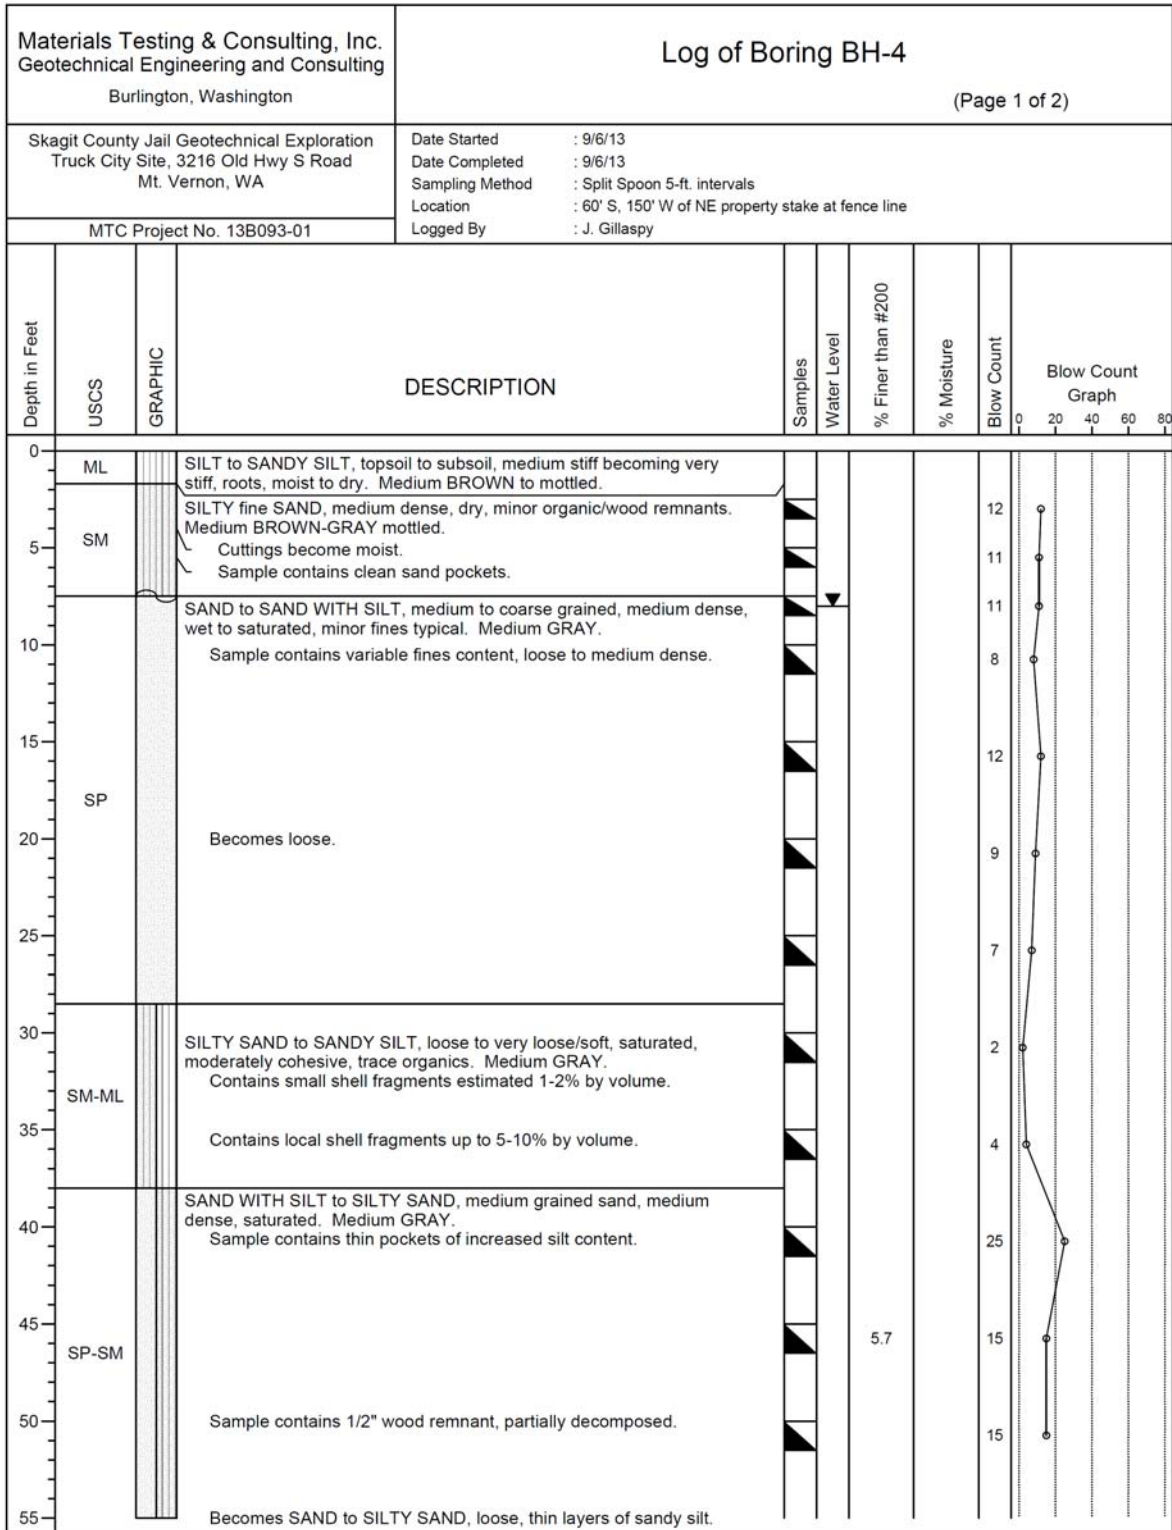 Materials Testing & Consulting, Inc.
Geotechnical Engineering and Consulting
Burlington, Washington
Log of Boring BH-4
(Page 1 of 2)
Skagit County Jail Geotechnical Exploration
Truck City Site, 3216 Old Hwy S Road
Mt. Vernon, WA
MTC Project No. 13B093-01
Date Started : 9/6/13
Date Completed : 9/6/13
Sampling Method : Split Spoon 5-ft. intervals
Location : 60' S, 150' W of NE property stake at fence line
Logged By : J. Gillaspy
Depth in Feet
USCS
GRAPHIC
DESCRIPTION
Samples
Water Level
% Finer than #200
% Moisture
Blow Count
Blow Count
Graph
0 20 40 60 80
0
ML
SILT to SANDY SILT, topsoil to subsoil, medium stiff becoming very
stiff, roots, moist to dry. Medium BROWN to mottled.
SILTY fine SAND, medium dense, dry, minor organic/wood remnants.
12
Medium BROWN-GRAY mottled.
SM
5
Cuttings become moist.
11
Sample contains clean sand pockets.
SAND to SAND WITH SILT, medium to coarse grained, medium dense,
11
wet to saturated, minor fines typical. Medium GRAY.
10
Sample contains variable fines content, loose to medium dense.
8
15
12
SP
20
Becomes loose.
9
25
7
30
SILTY SAND to SANDY SILT, loose to very loose/soft, saturated,
2
moderately cohesive, trace organics. Medium GRAY.
Contains small shell fragments estimated 1-2% by volume.
SM-ML
35
Contains local shell fragments up to 5-10% by volume.
4
SAND WITH SILT to SILTY SAND, medium grained sand, medium
dense, saturated. Medium GRAY.
40
Sample contains thin pockets of increased silt content.
25
45
5.7
15
SP-SM
50
Sample contains 1/2" wood remnant, partially decomposed.
15
55
Becomes SAND to SILTY SAND, loose, thin layers of sandy silt.